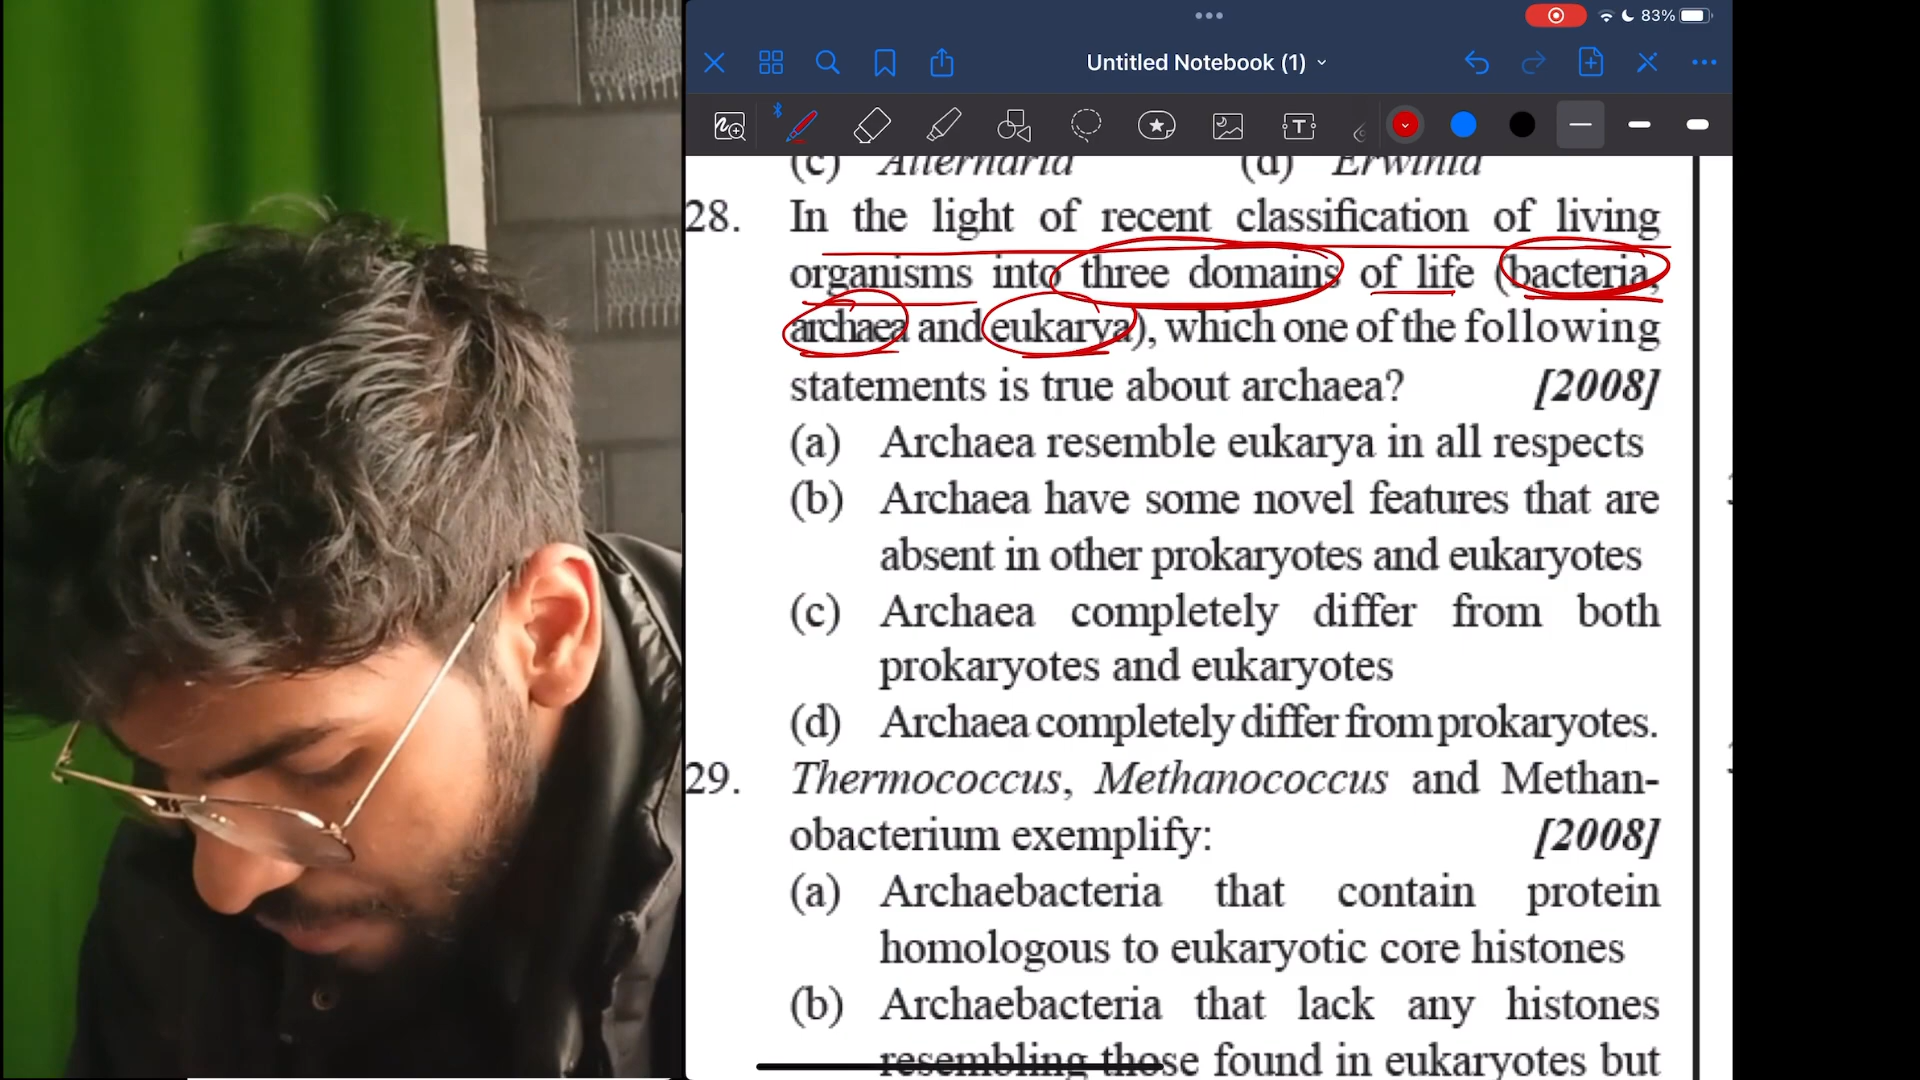 83%
Untitled Notebook (1)
(c) Alternaria (d) Erwinia
28. In the light of recent classification of living
organisms into three domains of life (bacteria,
archaea and eukarya), which one of the following
statements is true about archaea? [2008]
(a) Archaea resemble eukarya in all respects
(b) Archaea have some novel features that are
absent in other prokaryotes and eukaryotes
(c) Archaea completely differ from both
prokaryotes and eukaryotes
(d) Archaea completely differ from prokaryotes.
29. Thermococcus, Methanococcus and Methan-
obacterium exemplify: [2008]
(a) Archaebacteria that contain protein
homologous to eukaryotic core histones
(b) Archaebacteria that lack any histones
resembling those found in eukaryotes but